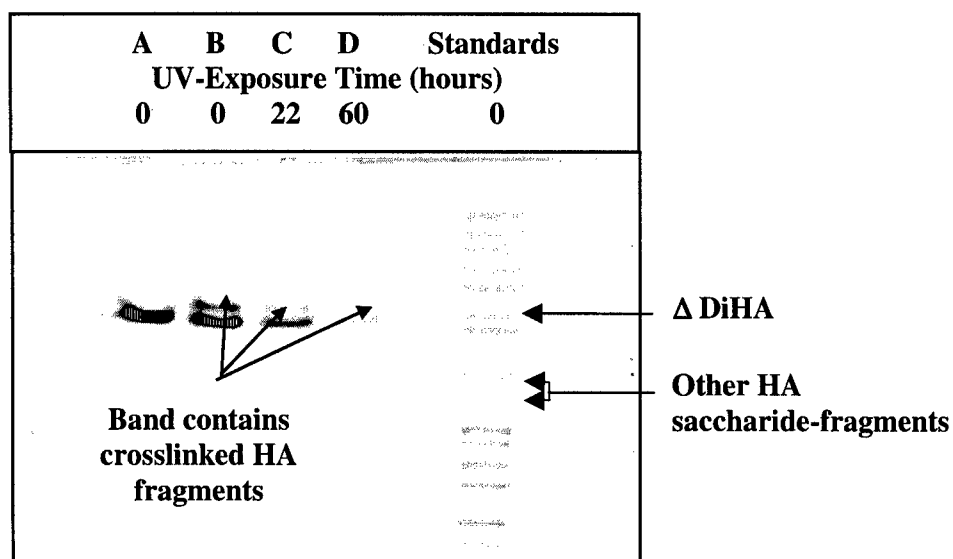 A B C D Standards
UV-Exposure Time (hours)
0 0 22 60 0
Δ DiHA
Other HA
saccharide-fragments
Band contains
crosslinked HA
fragments